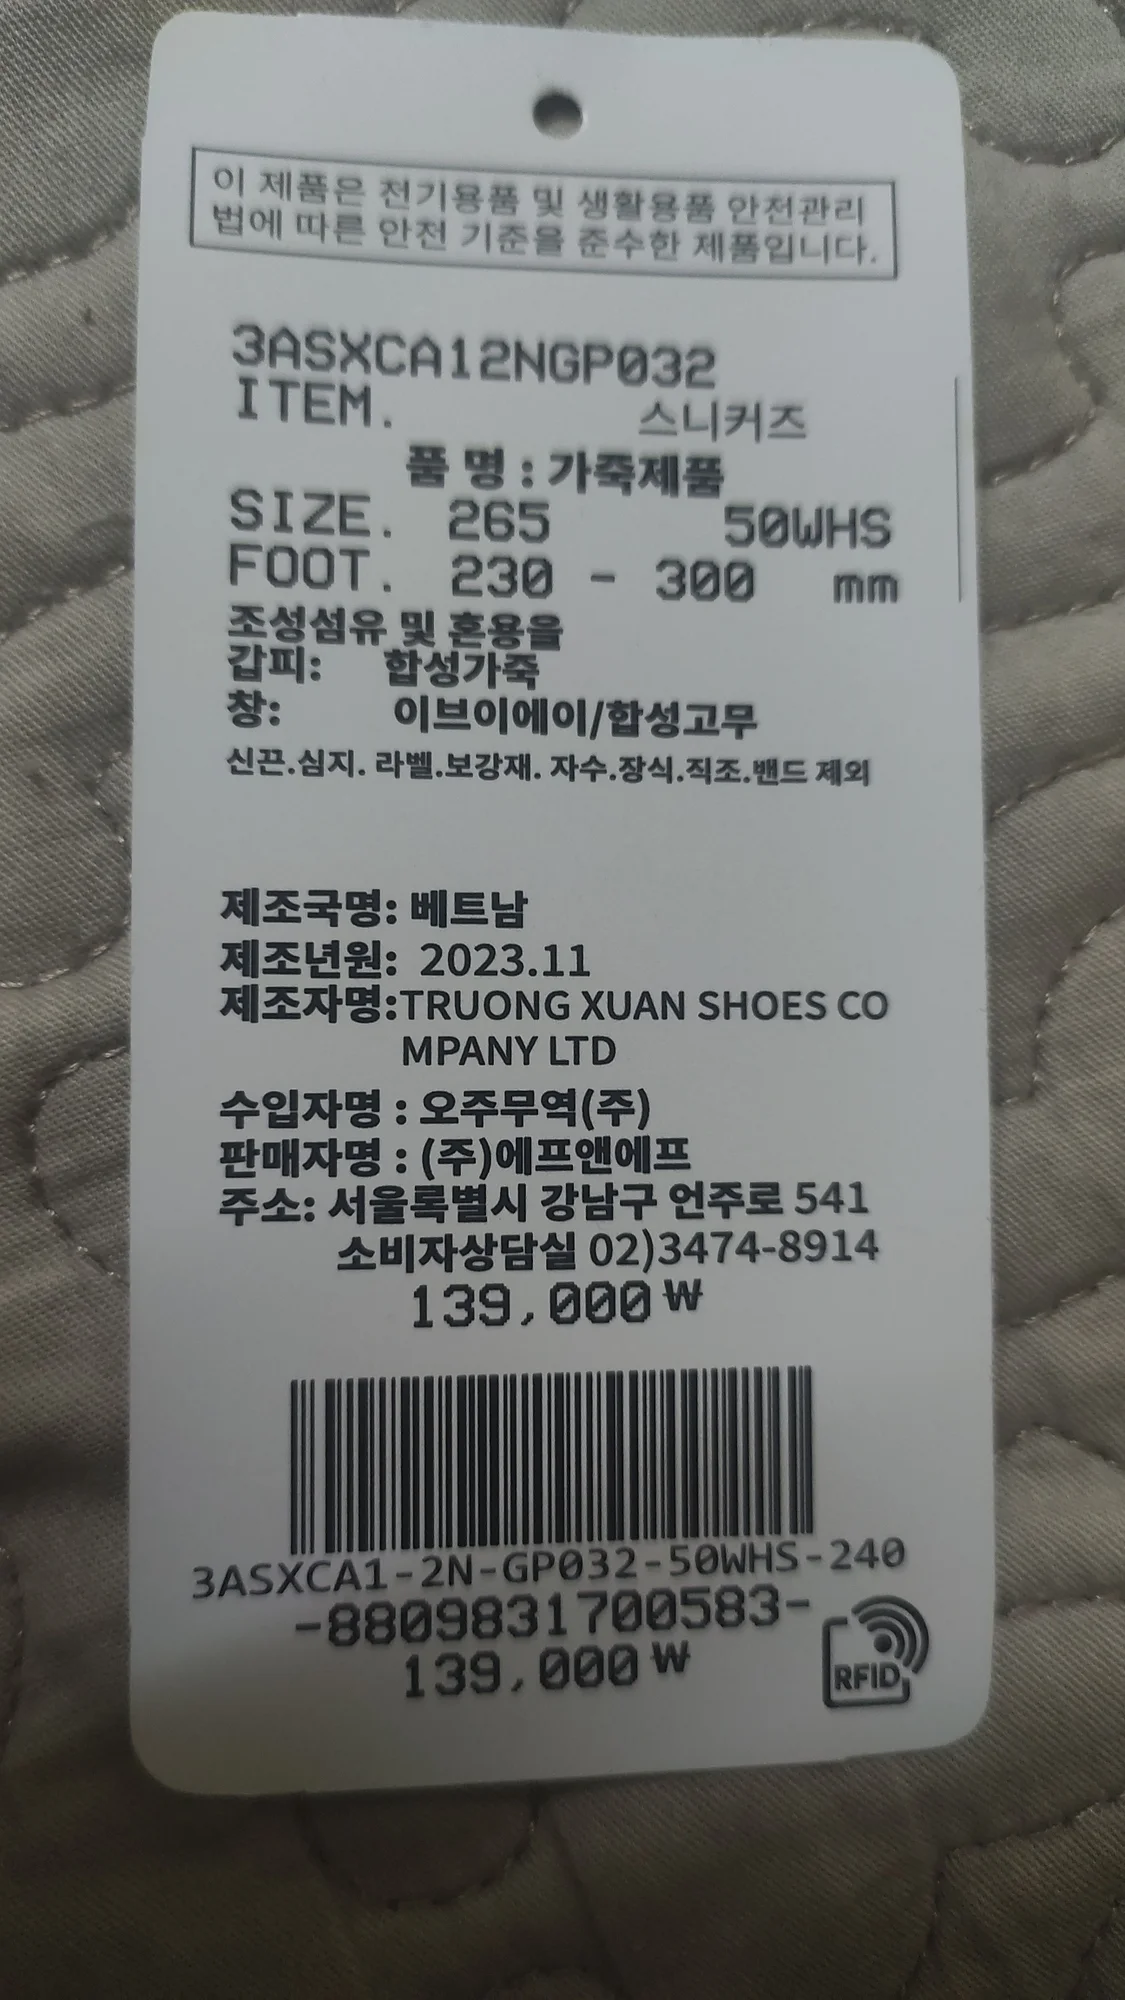 이 제품은 전기용품 및 생활용품 안전관리
법에 따른 안전 기준을 준수한 제품입니다.
3ASXCA12NGP032
ITEM. 스니커즈
품 명 : 가죽제품
SIZE. 265 50WHS
FOOT. 230 - 300 mm
조성섬유 및 혼용율
갑피: 합성가죽
창: 이브이에이/합성고무
신끈.심지. 라벨.보강재. 자수.장식.직조.밴드 제외
제조국명: 베트남
제조년원: 2023.11
제조자명:TRUONG XUAN SHOES CO
MPANY LTD
수입자명 : 오주무역(주)
판매자명 : (주)에프앤에프
주소: 서울록별시 강남구 언주로 541
소비자상담실 02)3474-8914
139,000₩
3ASXCA1-2N-GP032-50WHS-240
-8809831700583-
139,000₩
RFID